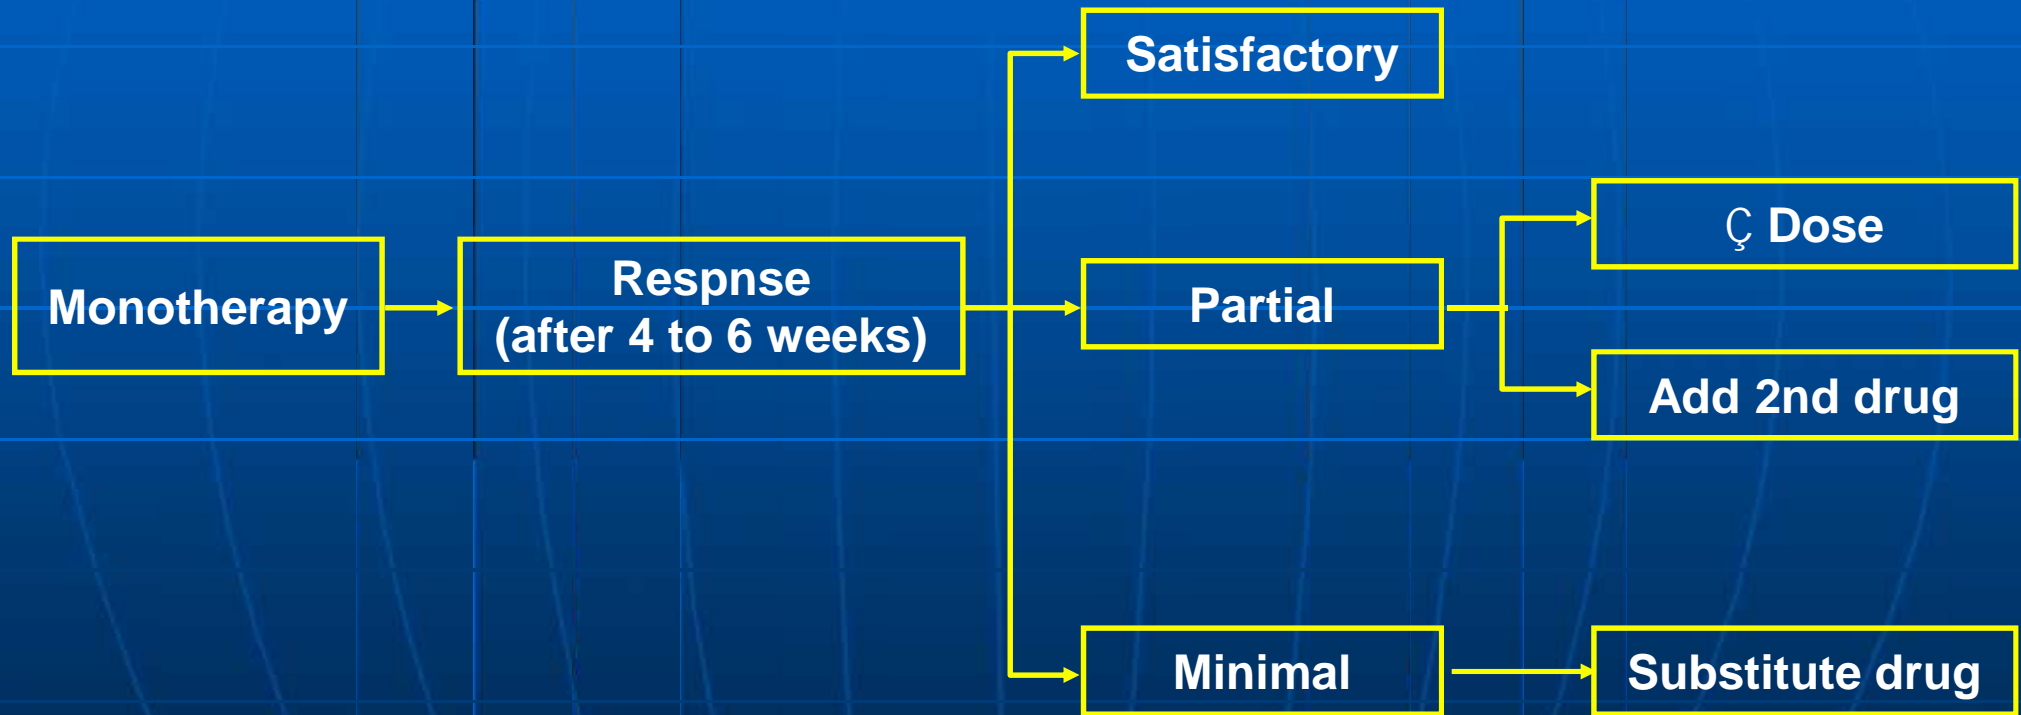 Satisfactory
Ç Dose
Monotherapy
Respnse
(after 4 to 6 weeks)
Partial
Add 2nd drug
Minimal
Substitute drug